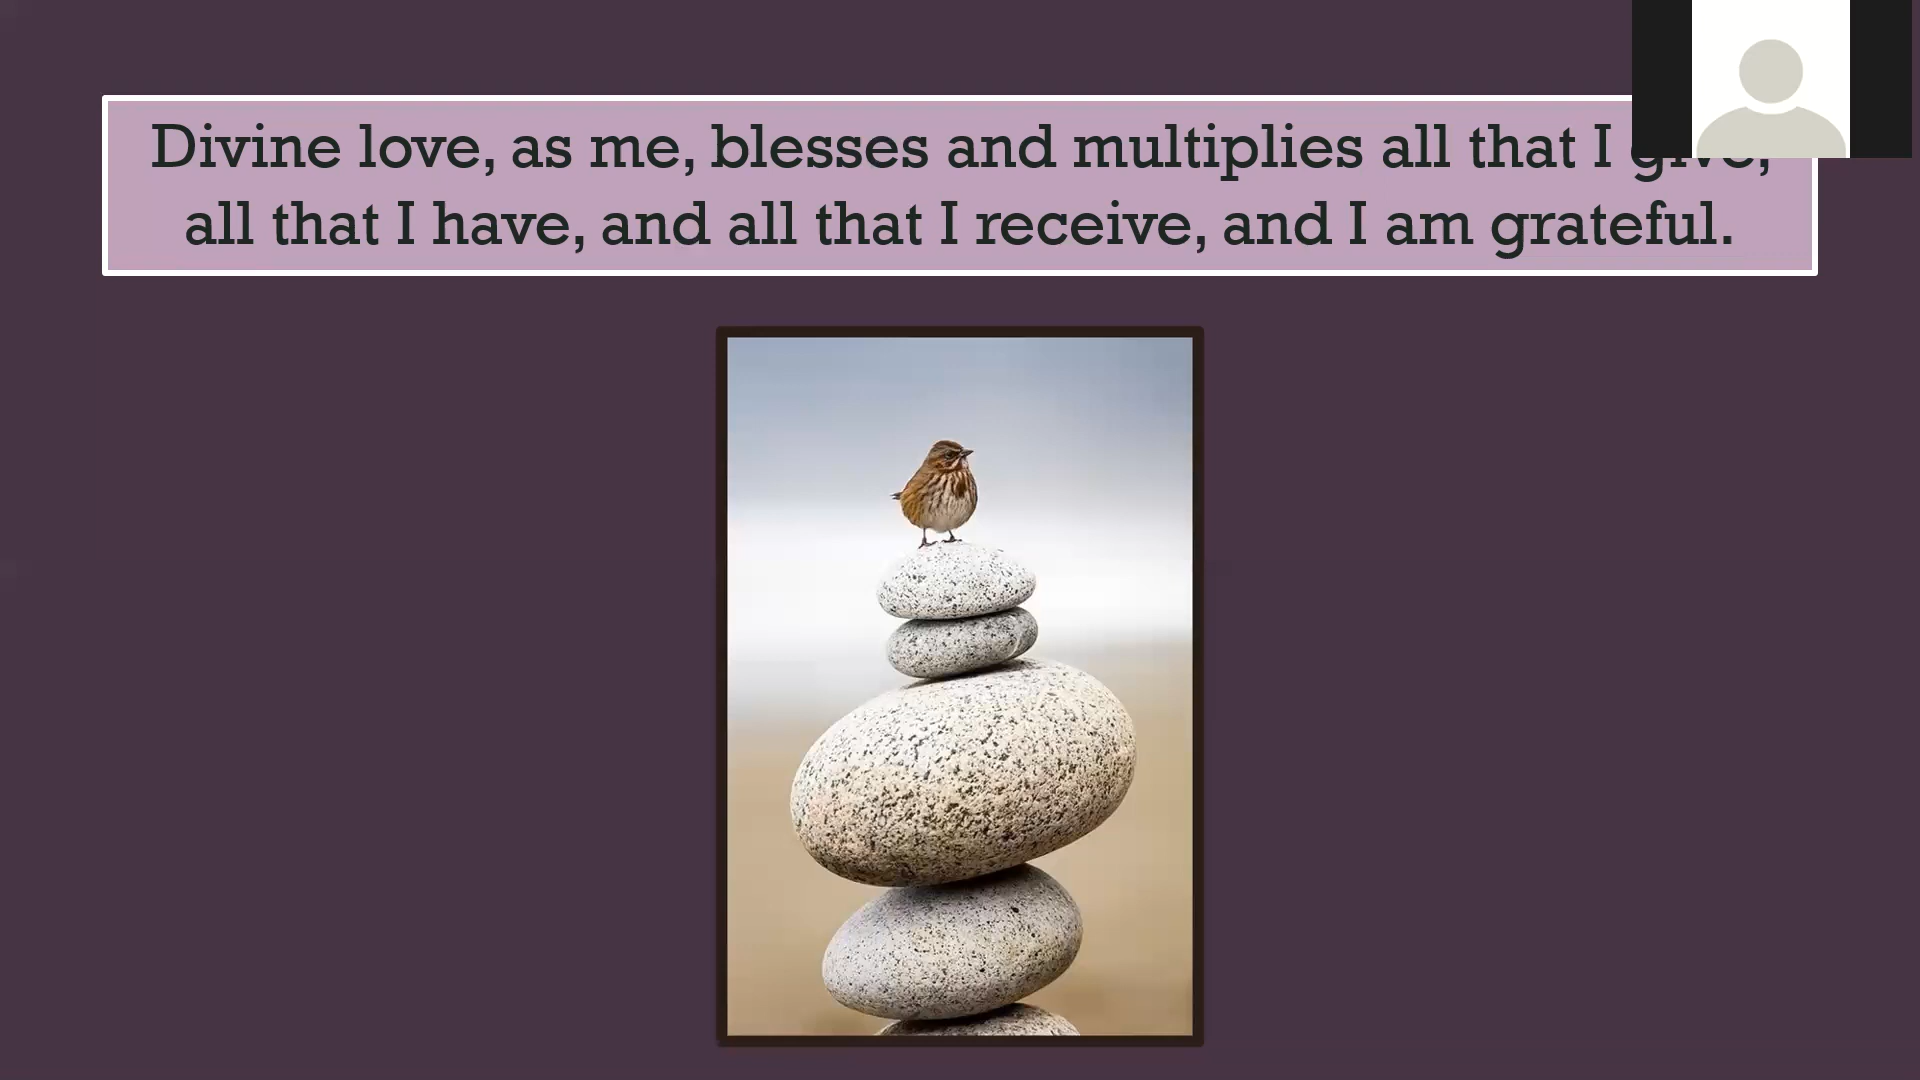 Divine love, as me, blesses and multiplies all that I give,
all that I have, and all that I receive, and I am grateful.